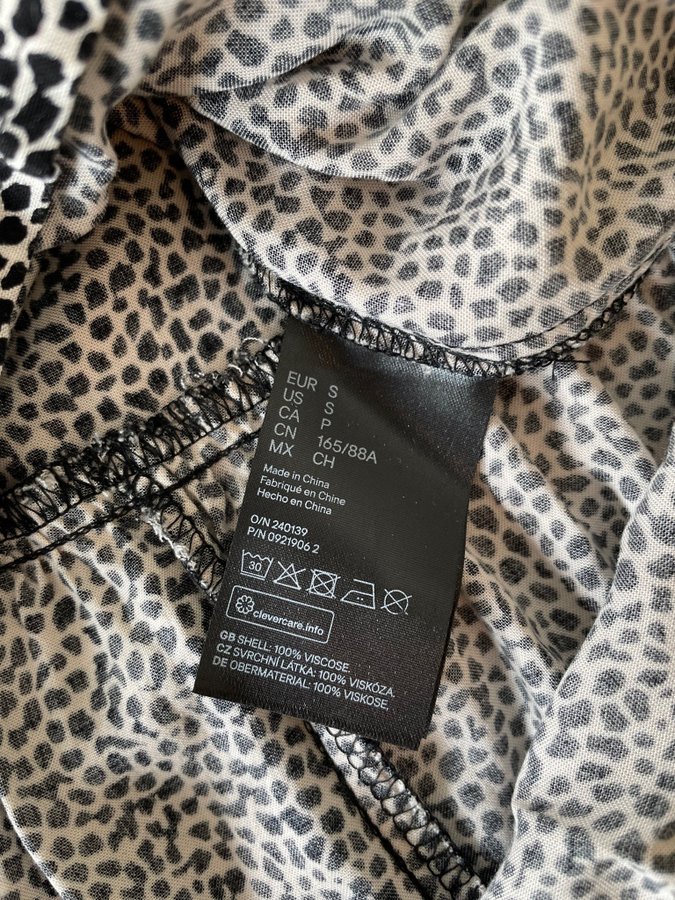 EUR S
US S
CA P
CN 165/88A
MX CH
Made in China
Fabriqué en Chine
Hecho en China
O/N 240139
P/N 0921906 2
30
clevercare.info
GB SHELL: 100% VISCOSE.
CZ SVRCHNÍ LÁTKA: 100% VISKÓZA.
DE OBERMATERIAL: 100% VISKOSE.